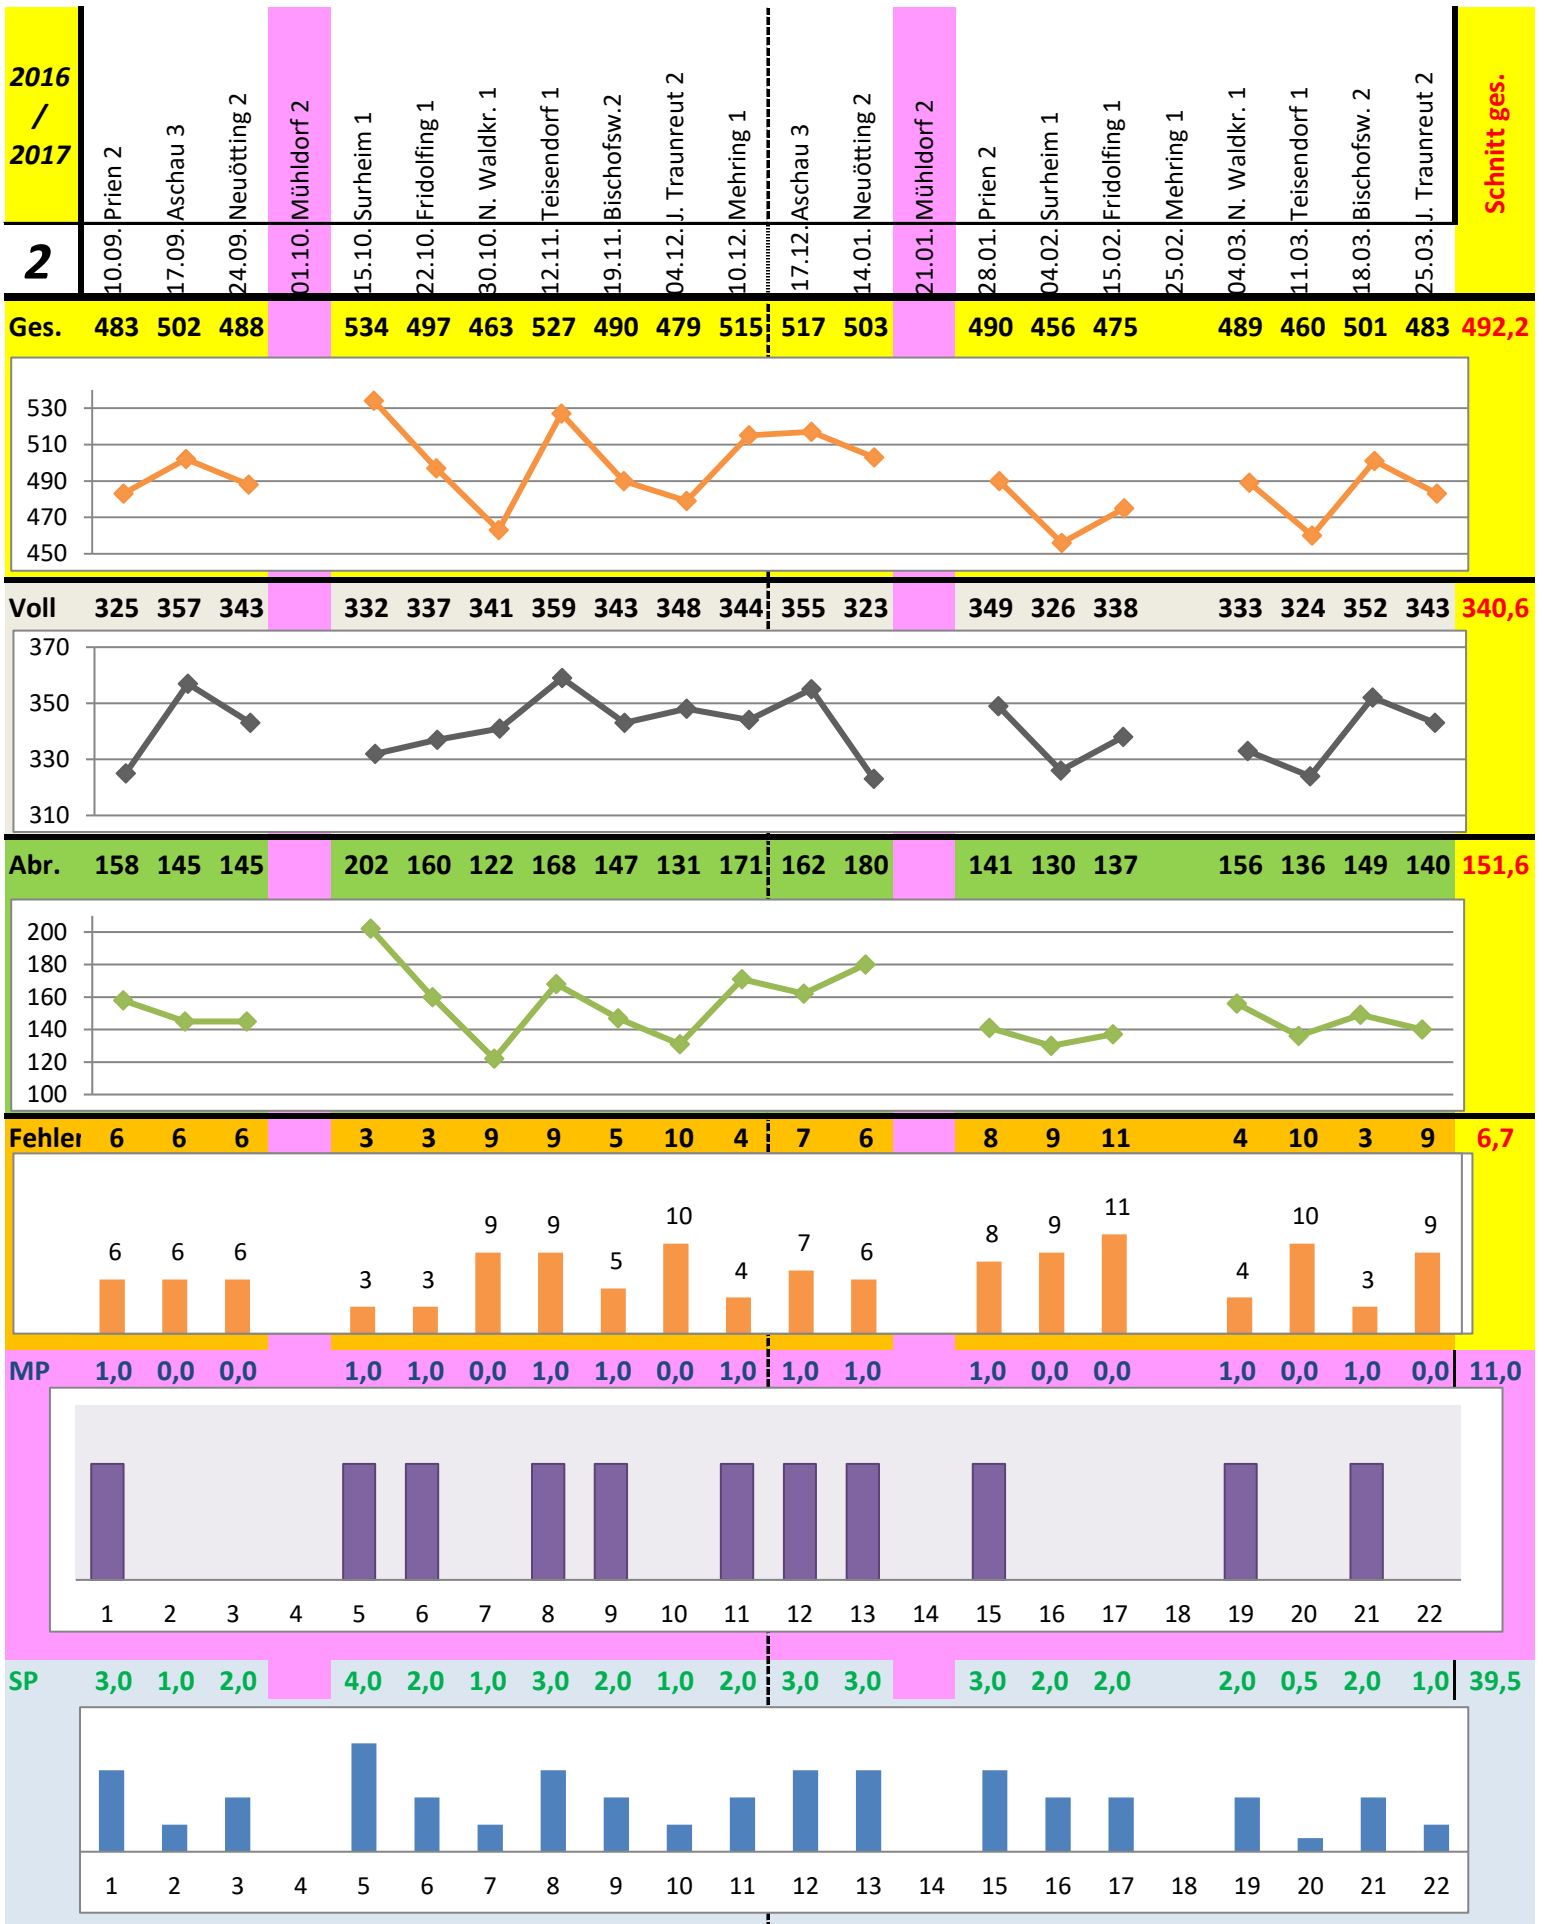 2016
/
2017
2
10.09. Prien 2
17.09. Aschau 3
24.09. Neuötting 2
01.10. Mühldorf 2
15.10. Surheim 1
22.10. Fridolfing 1
30.10. N. Waldkr. 1
12.11. Teisendorf 1
19.11. Bischofsw.2
04.12. J. Traunreut 2
10.12. Mehring 1
17.12. Aschau 3
14.01. Neuötting 2
21.01. Mühldorf 2
28.01. Prien 2
04.02. Surheim 1
15.02. Fridolfing 1
25.02. Mehring 1
04.03. N. Waldkr. 1
11.03. Teisendorf 1
18.03. Bischofsw. 2
25.03. J. Traunreut 2
Schnitt ges.
Ges. 483 502 488 534 497 463 527 490 479 515 517 503 490 456 475 489 460 501 483 492,2
530
510
490
470
450
Voll 325 357 343 332 337 341 359 343 348 344 355 323 349 326 338 333 324 352 343 340,6
370
350
330
310
Abr. 158 145 145 202 160 122 168 147 131 171 162 180 141 130 137 156 136 149 140 151,6
200
180
160
140
120
100
Fehler 6 6 6 3 3 9 9 5 10 4 7 6 8 9 11 4 10 3 9 6,7
6 6 6 3 3 9 9 5 10 4 7 6 8 9 11 4 10 3 9
MP 1,0 0,0 0,0 1,0 1,0 0,0 1,0 1,0 0,0 1,0 1,0 1,0 1,0 0,0 0,0 1,0 0,0 1,0 0,0 11,0
1 2 3 4 5 6 7 8 9 10 11 12 13 14 15 16 17 18 19 20 21 22
SP 3,0 1,0 2,0 4,0 2,0 1,0 3,0 2,0 1,0 2,0 3,0 3,0 3,0 2,0 2,0 2,0 0,5 2,0 1,0 39,5
1 2 3 4 5 6 7 8 9 10 11 12 13 14 15 16 17 18 19 20 21 22